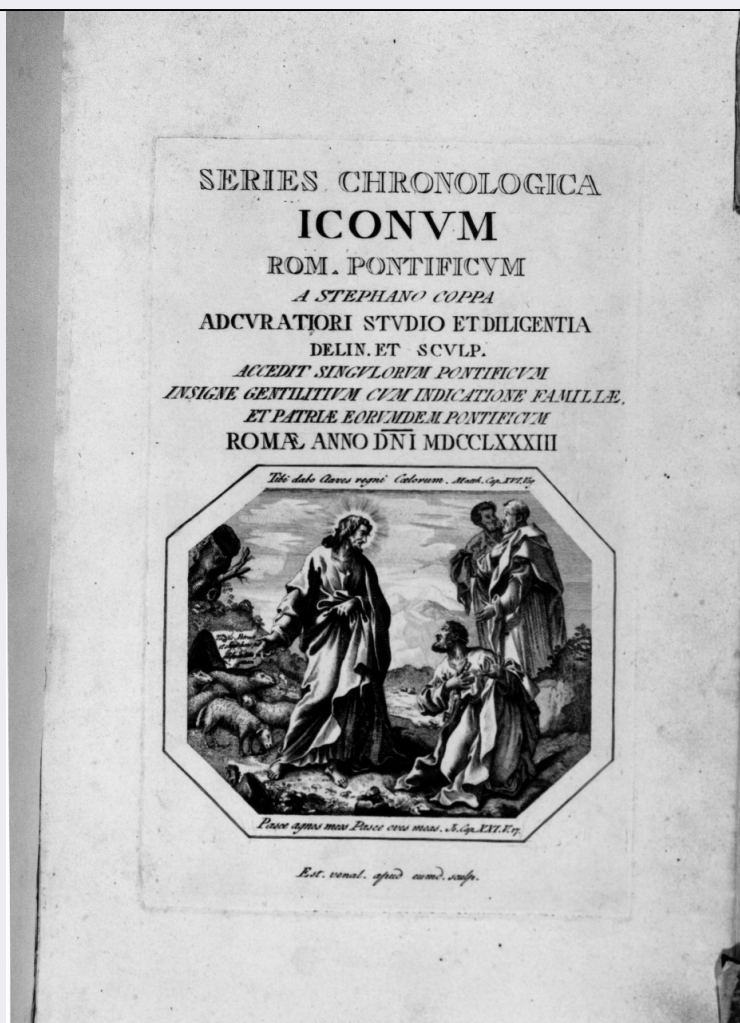 SERIES CHRONOLOGICA
ICONVM
ROM. PONTIFICVM
A STEPHANO COPPA
ADCVRATIORI STVDIO ET DILIGENTIA
DELIN. ET SCVLP.
ACCEDIT SINGVLORVM PONTIFICVM
INSIGNE GENTILITIVM CVM INDICATIONE FAMILLÆ,
ET PATRIÆ EORVMDEM PONTIFICVM
ROMÆ ANNO DN̅I MDCCLXXXIII
Tibi dabo Claves regni Cælorum. Matth. Cap. XVI. V.19
Pasce agnos meos Pasce oves meas. Jo. Cap. XXI. V. 17.
Est. venal. apud eumd. sculp.